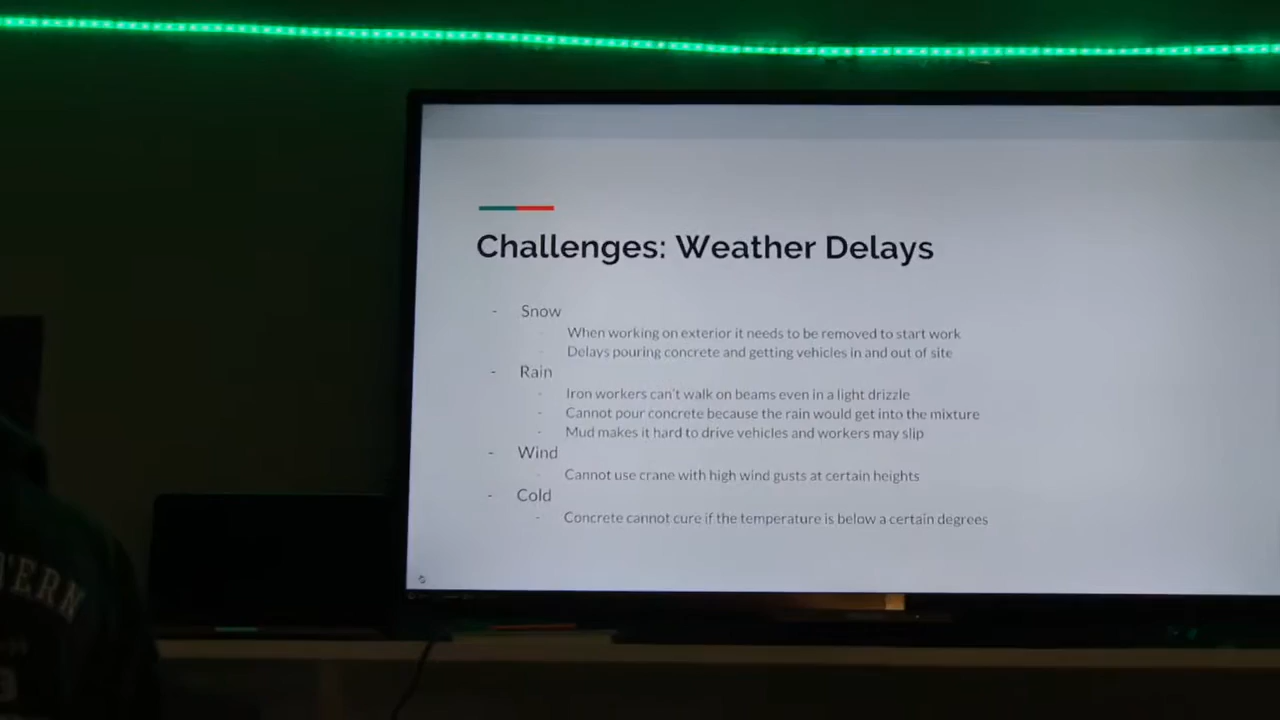 Challenges: Weather Delays
- Snow
- When working on exterior it needs to be removed to start work
- Delays pouring concrete and getting vehicles in and out of site
- Rain
- Iron workers can't walk on beams even in a light drizzle
- Cannot pour concrete because the rain would get into the mixture
- Mud makes it hard to drive vehicles and workers may slip
- Wind
- Cannot use crane with high wind gusts at certain heights
- Cold
- Concrete cannot cure if the temperature is below a certain degrees
TERN